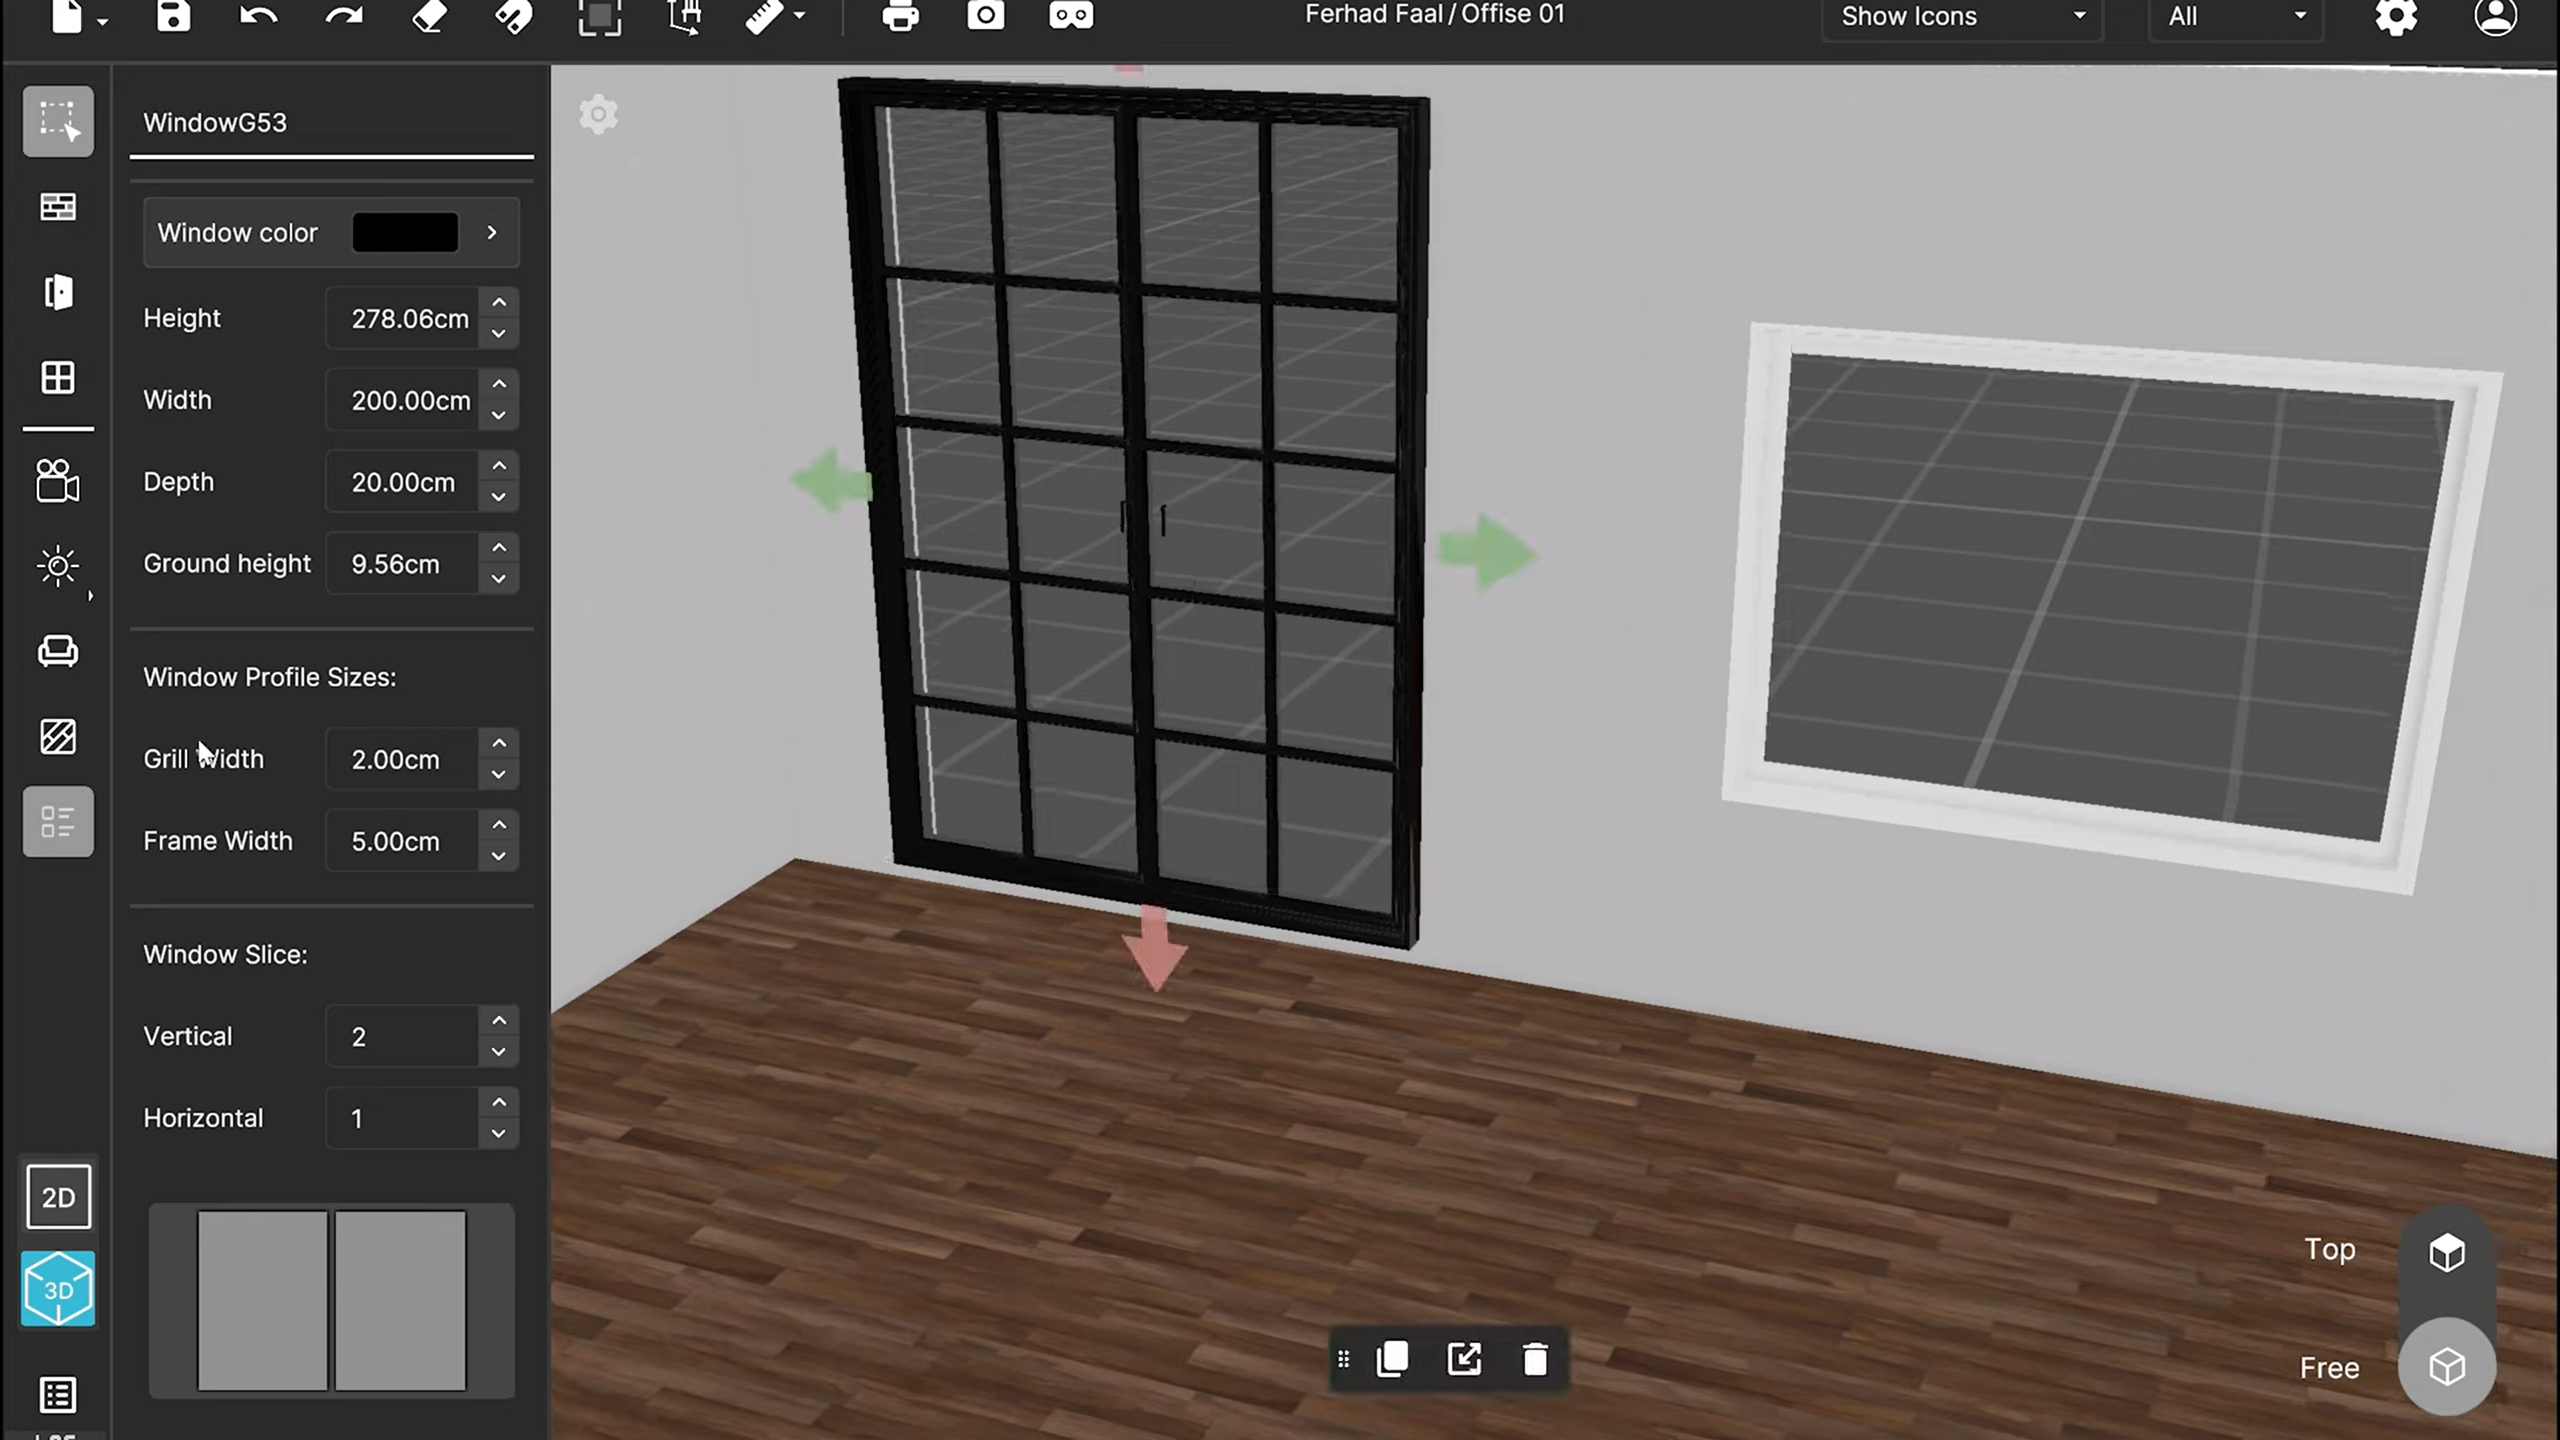 Ferhad Faal / Offise 01
Show Icons
All
WindowG53
Window color
Height 278.06cm
Width 200.00cm
Depth 20.00cm
Ground height 9.56cm
Window Profile Sizes:
Grill Width 2.00cm
Frame Width 5.00cm
Window Slice:
Vertical 2
Horizontal 1
2D
3D
Top
Free